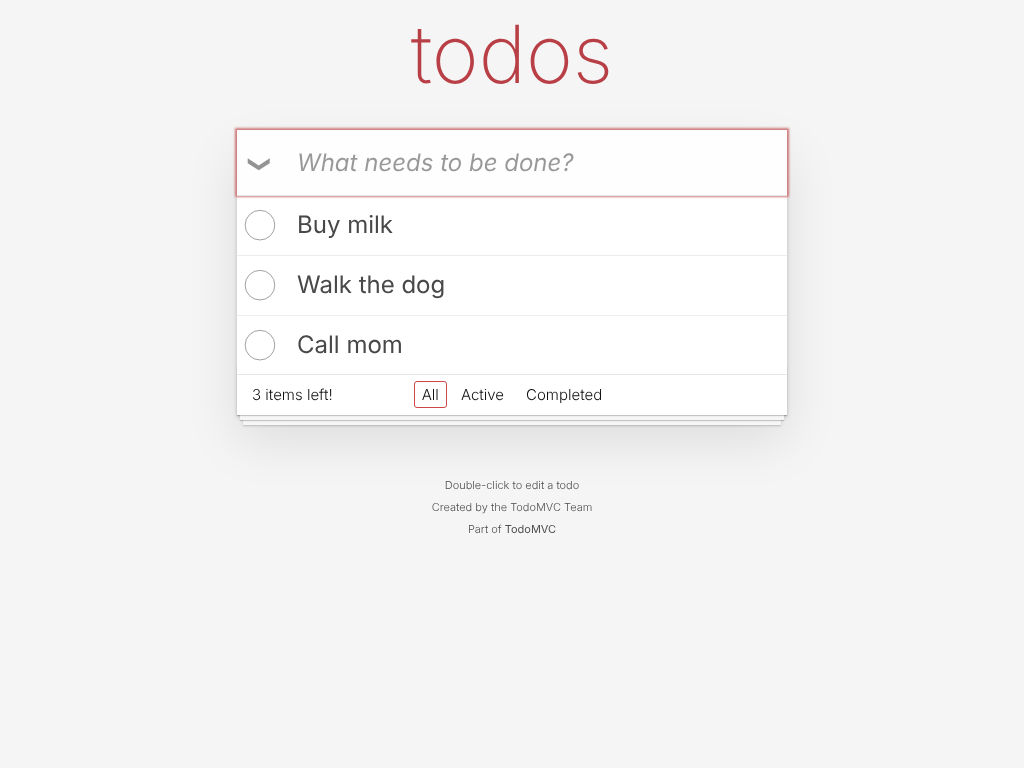 todos
What needs to be done?
Buy milk
Walk the dog
Call mom
3 items left! All Active Completed
Double-click to edit a todo
Created by the TodoMVC Team
Part of TodoMVC